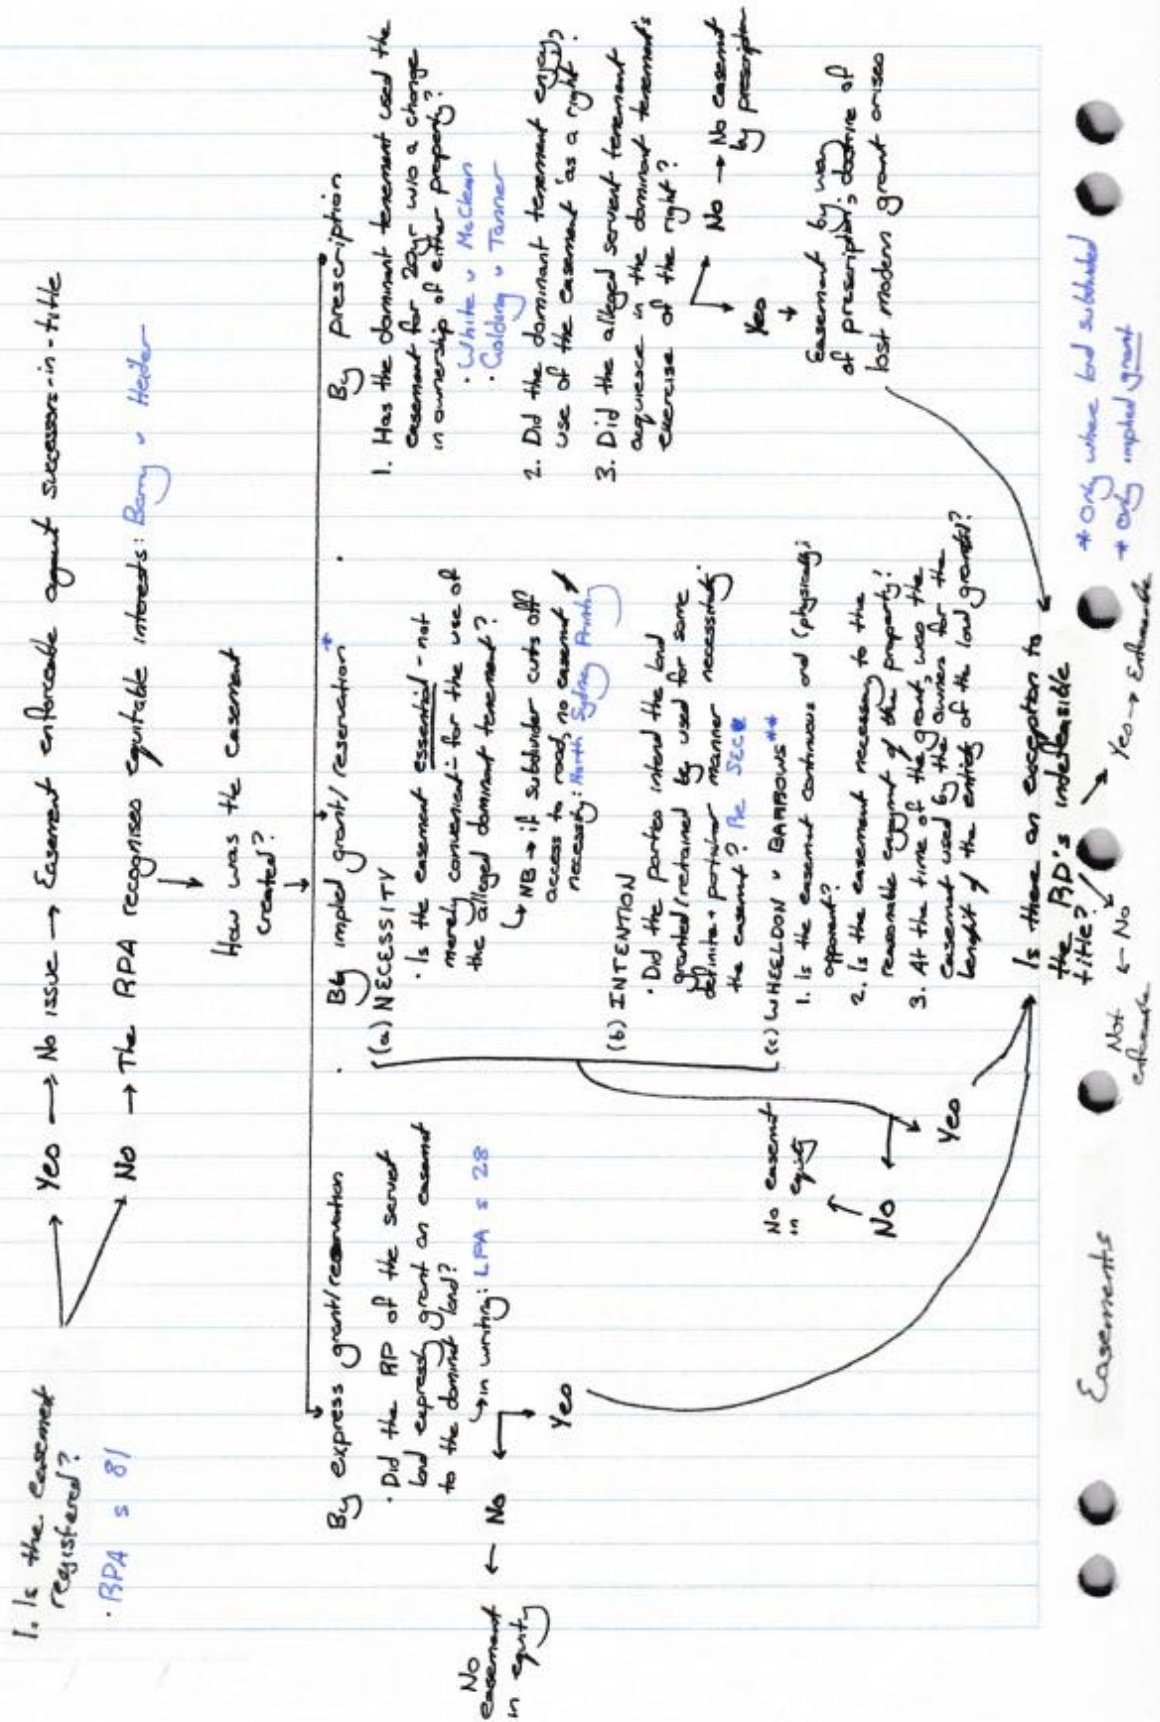 1. Is the easement
registered?
· RPA s 81
Yes → No issue → Easement enforceable against successors-in-title
No → The RPA recognises equitable interests: Barry v Heider
How was the easement
created?
By express grant/reservation
· Did the RP of the servient
land expressly grant an easement
to the dominant land?
↳ in writing: LPA s 28
No
Yes
No
easement
in equity
· By implied grant/reservation*
(a) NECESSITY
· Is the easement essential - not
merely convenient - for the use of
the alleged dominant tenement?
↳ NB → if subdivider cuts off
access to road, no easement of
necessity: North Sydney Printing
(b) INTENTION
· Did the parties intend the land
granted/retained be used for some
definite + particular manner necessitating
the easement? Re SEC
(c) WHEELDON v BARROWS**
1. Is the easement continuous and (physically)
apparent?
2. Is the easement necessary to the
reasonable enjoyment of the property?
3. At the time of the grant, was the
easement used by the owners for the
benefit of the entirety of the land granted?
No easement
in equity
No
Yes
· By prescription
1. Has the dominant tenement used the
easement for 20yr w/o a change
in ownership of either property?
· White v McClean
· Golding v Tanner
2. Did the dominant tenement enjoy
use of the easement 'as a right'?
3. Did the alleged servient tenement
acquiesce in the dominant tenement's
exercise of the right?
No → No easement
by prescription
Yes
Easement by way
of prescription, doctrine of
lost modern grant arises
Is there an exception to
the RP's indefeasible
title?
No
Not
enforceable
Yes → Enforceable
* only where land subdivided
* only implied grant
Easements